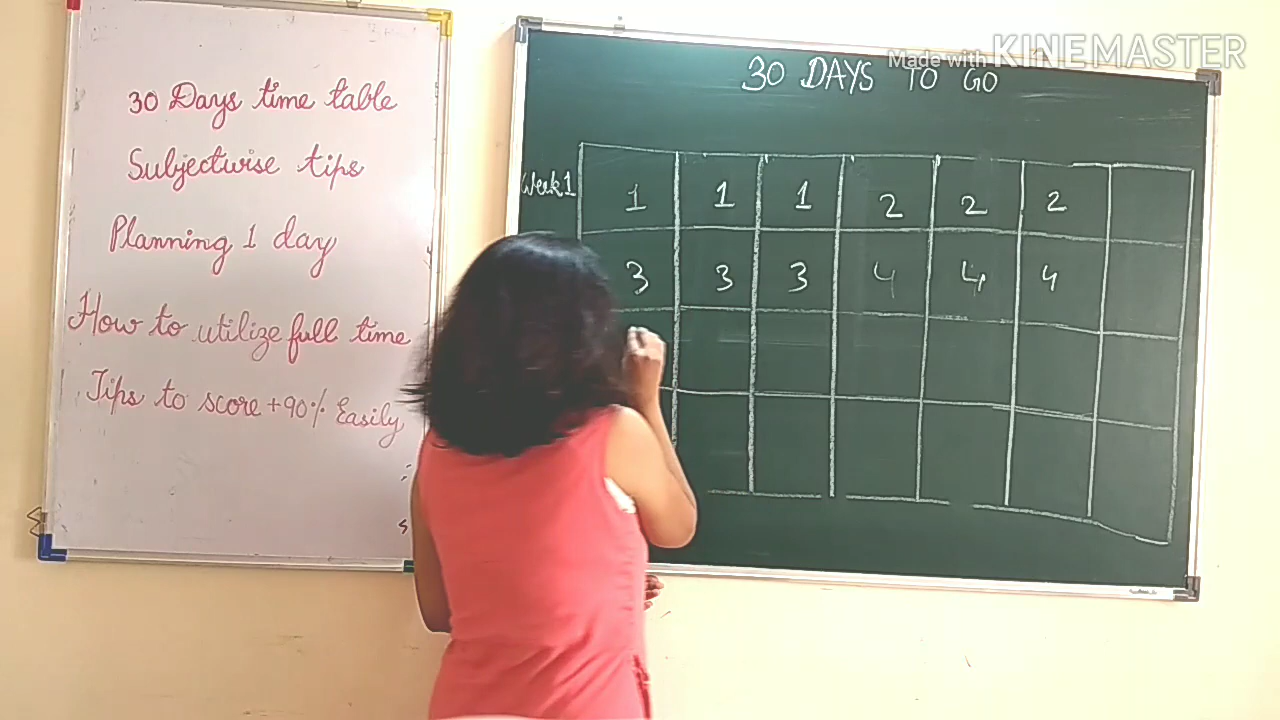 30 Days time table
Subjectwise tips
Planning 1 day
How to utilize full time
Tips to score +90% Easily
Made with KINEMASTER
30 DAYS TO GO
Week 1 1 1 1 2 2 2
3 3 3 4 4 4